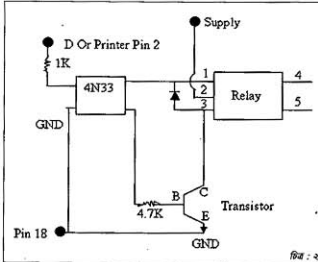 Supply
D Or Printer Pin 2
1K
4N33
1
2
3
Relay
4
5
GND
B
C
E
4.7K
Transistor
Pin 18
GND
चित्र : २